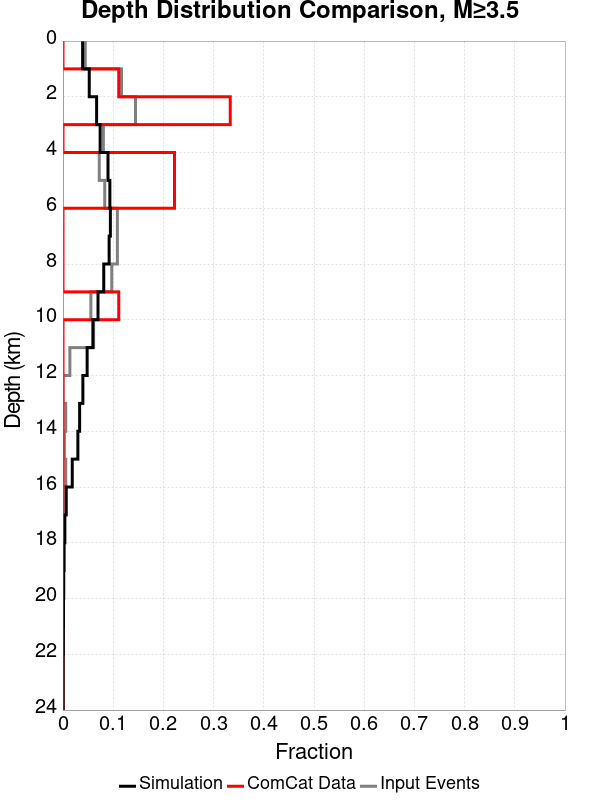 Depth Distribution Comparison, M≥3.5
0
2
4
6
8
10
12
14
16
18
20
22
24
Depth (km)
0 0.1 0.2 0.3 0.4 0.5 0.6 0.7 0.8 0.9 1
Fraction
Simulation ComCat Data Input Events